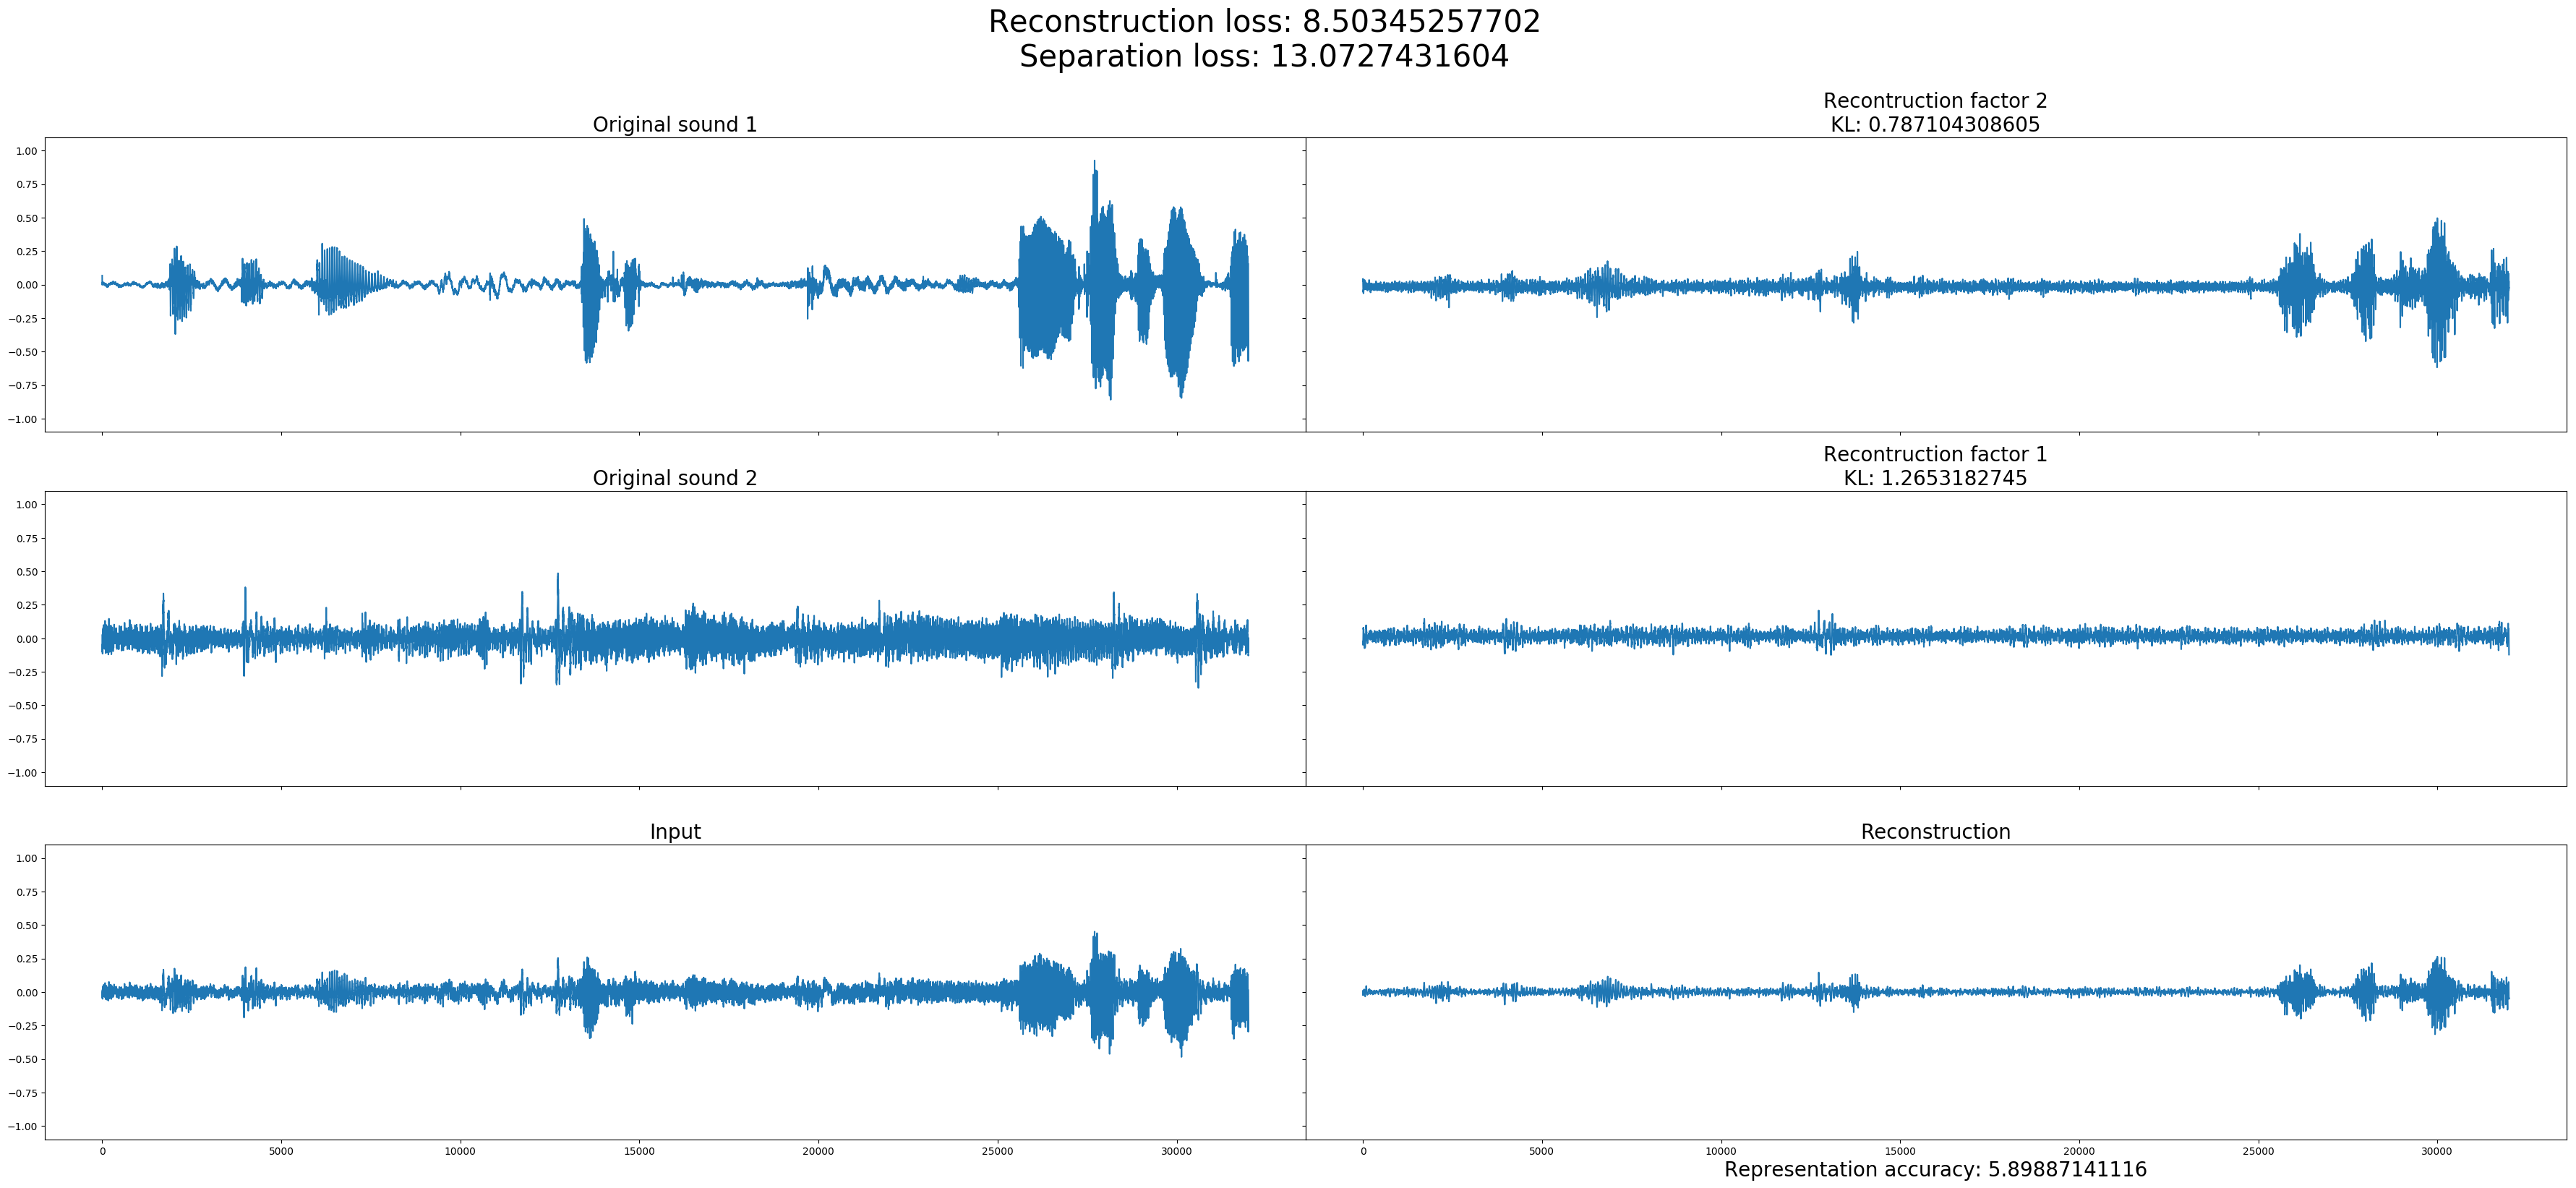 Reconstruction loss: 8.50345257702
Separation loss: 13.0727431604
Original sound 1
1.00
0.75
0.50
0.25
0.00
−0.25
−0.50
−0.75
−1.00
Recontruction factor 2
KL: 0.787104308605
Original sound 2
1.00
0.75
0.50
0.25
0.00
−0.25
−0.50
−0.75
−1.00
Recontruction factor 1
KL: 1.2653182745
Input
1.00
0.75
0.50
0.25
0.00
−0.25
−0.50
−0.75
−1.00
0 5000 10000 15000 20000 25000 30000
Reconstruction
0 5000 10000 15000 20000 25000 30000
Representation accuracy: 5.89887141116